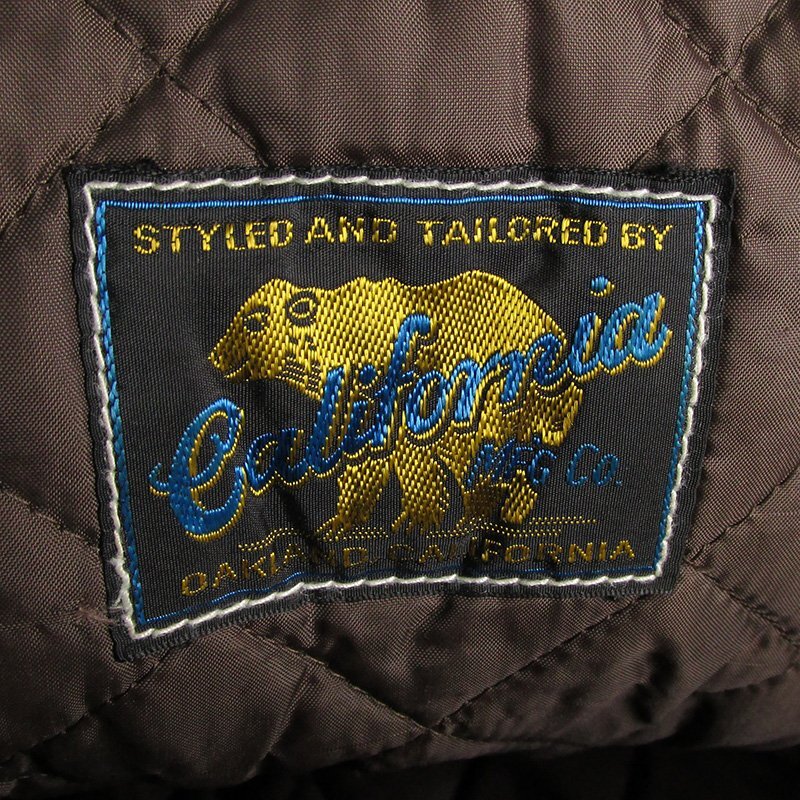 STYLED AND TAILORED BY
California
MFG Co.
OAKLAND, CALIFORNIA